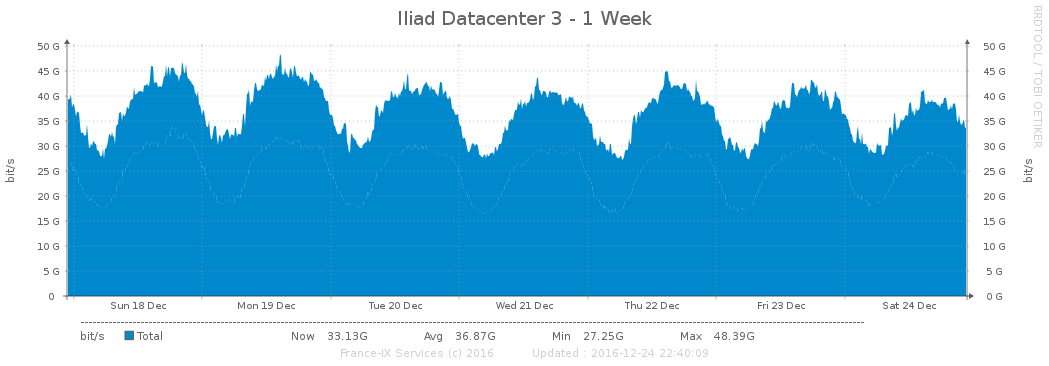 Iliad Datacenter 3 - 1 Week
RRDTOOL / TOBI OETIKER
50 G 50 G
45 G 45 G
40 G 40 G
35 G 35 G
30 G 30 G
25 G 25 G
20 G 20 G
15 G 15 G
10 G 10 G
5 G 5 G
0 0 G
bit/s bit/s
Sun 18 Dec Mon 19 Dec Tue 20 Dec Wed 21 Dec Thu 22 Dec Fri 23 Dec Sat 24 Dec
bit/s Total Now 33.13G Avg 36.87G Min 27.25G Max 48.39G
France-IX Services (c) 2016 Updated : 2016-12-24 22:40:09